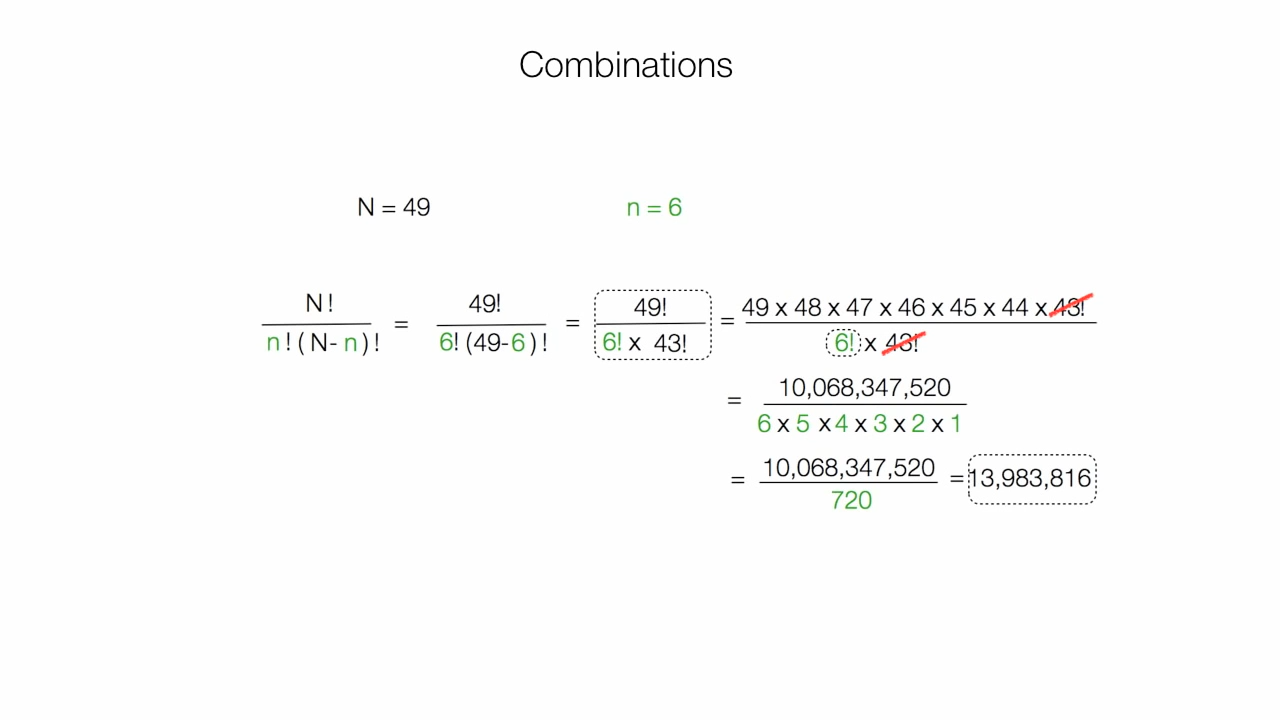 Combinations
N = 49 n = 6
N! 49! 49! 49 x 48 x 47 x 46 x 45 x 44 x 43!
= = =
n!(N-n)! 6!(49-6)! 6! x 43! 6! x 43!
10,068,347,520
=
6 x 5 x 4 x 3 x 2 x 1
10,068,347,520
= = 13,983,816
720